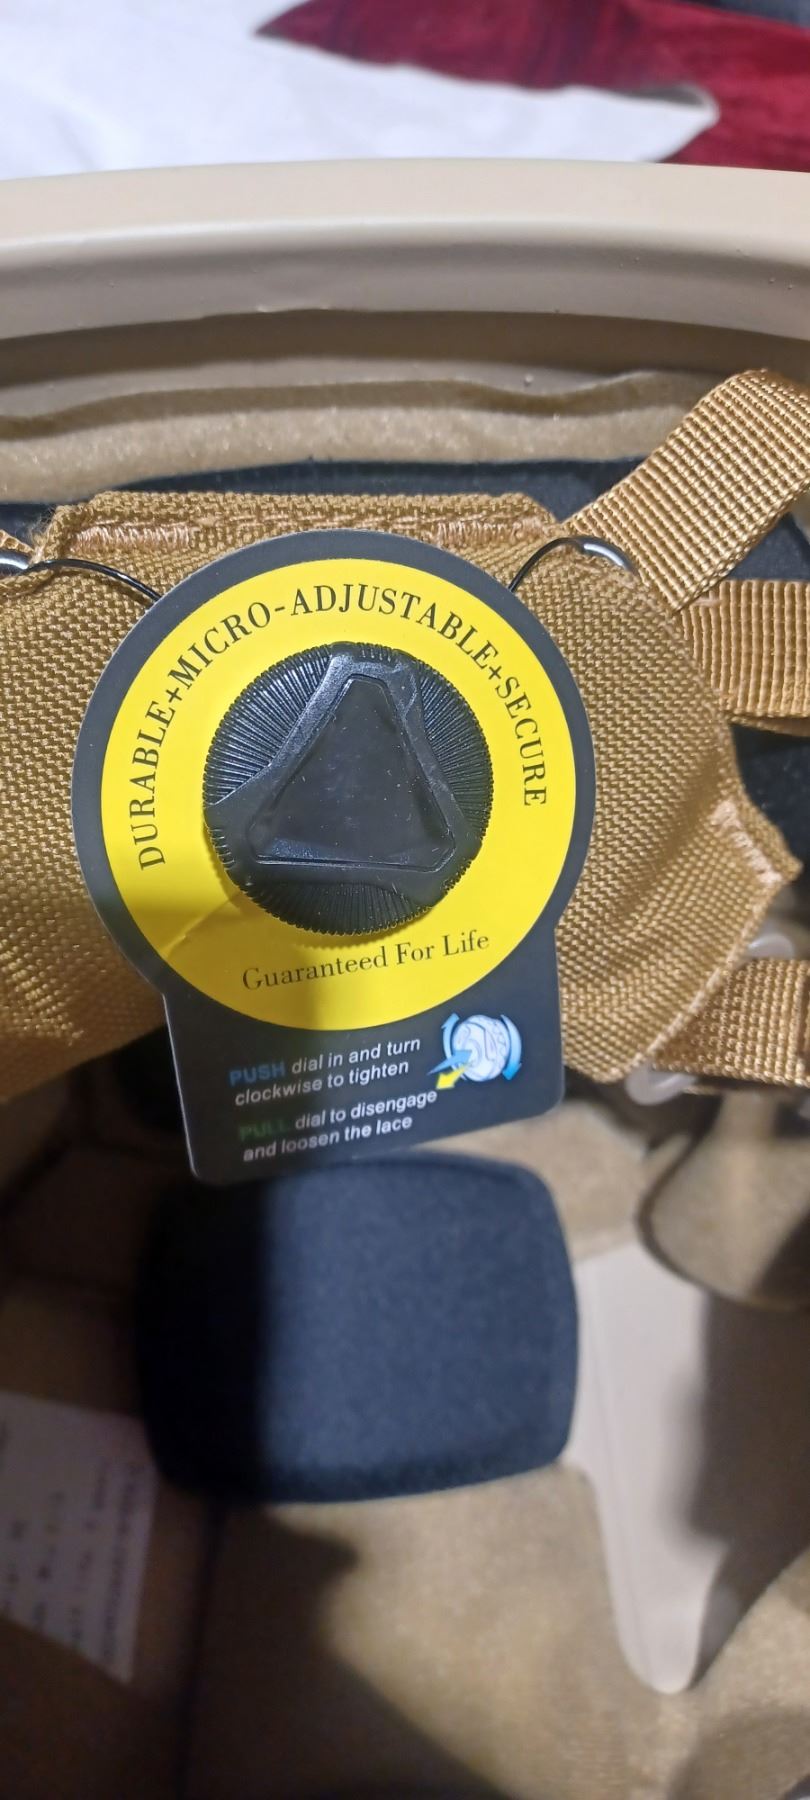 DURABLE+MICRO-ADJUSTABLE+SECURE
Guaranteed For Life
PUSH dial in and turn
clockwise to tighten
PULL dial to disengage
and loosen the lace